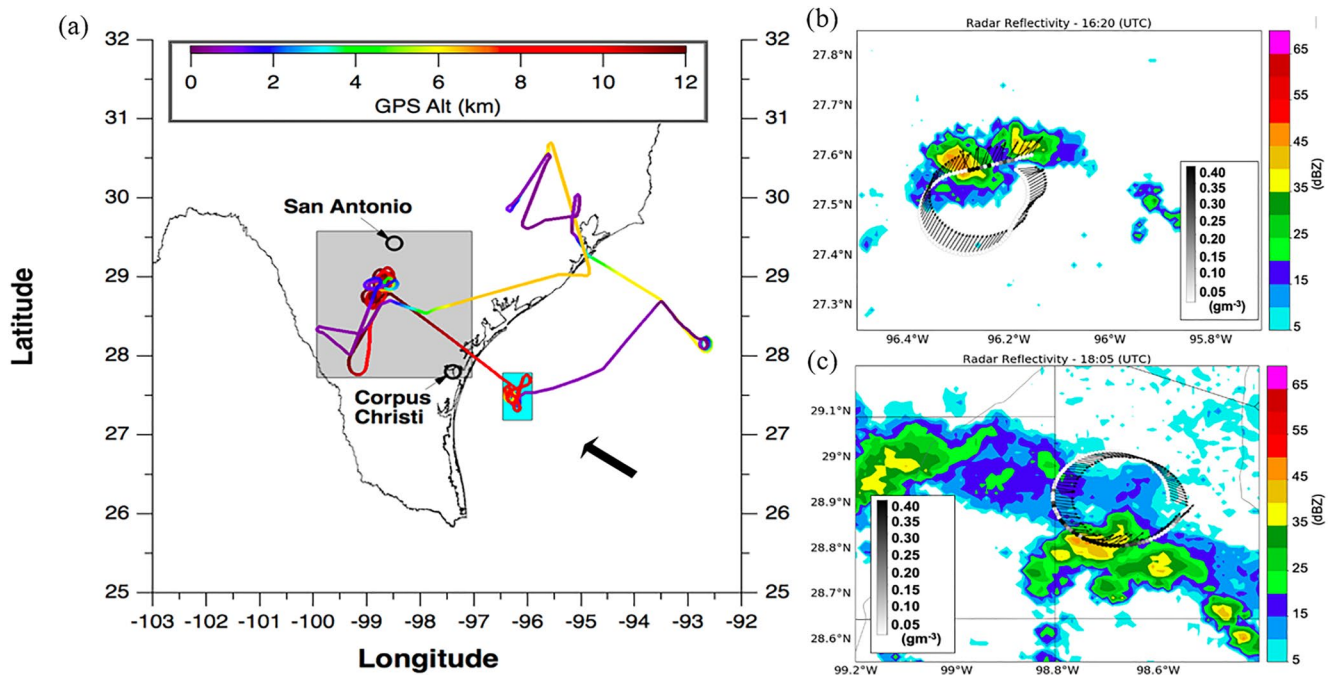 (a)
32
31
30
29
28
27
26
25
Latitude
0 2 4 6 8 10 12
GPS Alt (km)
San Antonio
Corpus
Christi
32
31
30
29
28
27
26
25
-103 -102 -101 -100 -99 -98 -97 -96 -95 -94 -93 -92
Longitude
(b)
Radar Reflectivity - 16:20 (UTC)
27.8°N
27.7°N
27.6°N
27.5°N
27.4°N
27.3°N
96.4°W 96.2°W 96°W 95.8°W
0.40
0.35
0.30
0.25
0.20
0.15
0.10
0.05
(gm⁻³)
65
55
45
35
25
15
5
(dBZ)
(c)
Radar Reflectivity - 18:05 (UTC)
29.1°N
29°N
28.9°N
28.8°W
28.7°N
28.6°N
99.2°W 99°W 98.8°W 98.6°W
0.40
0.35
0.30
0.25
0.20
0.15
0.10
0.05
(gm⁻³)
65
55
45
35
25
15
5
(dBZ)